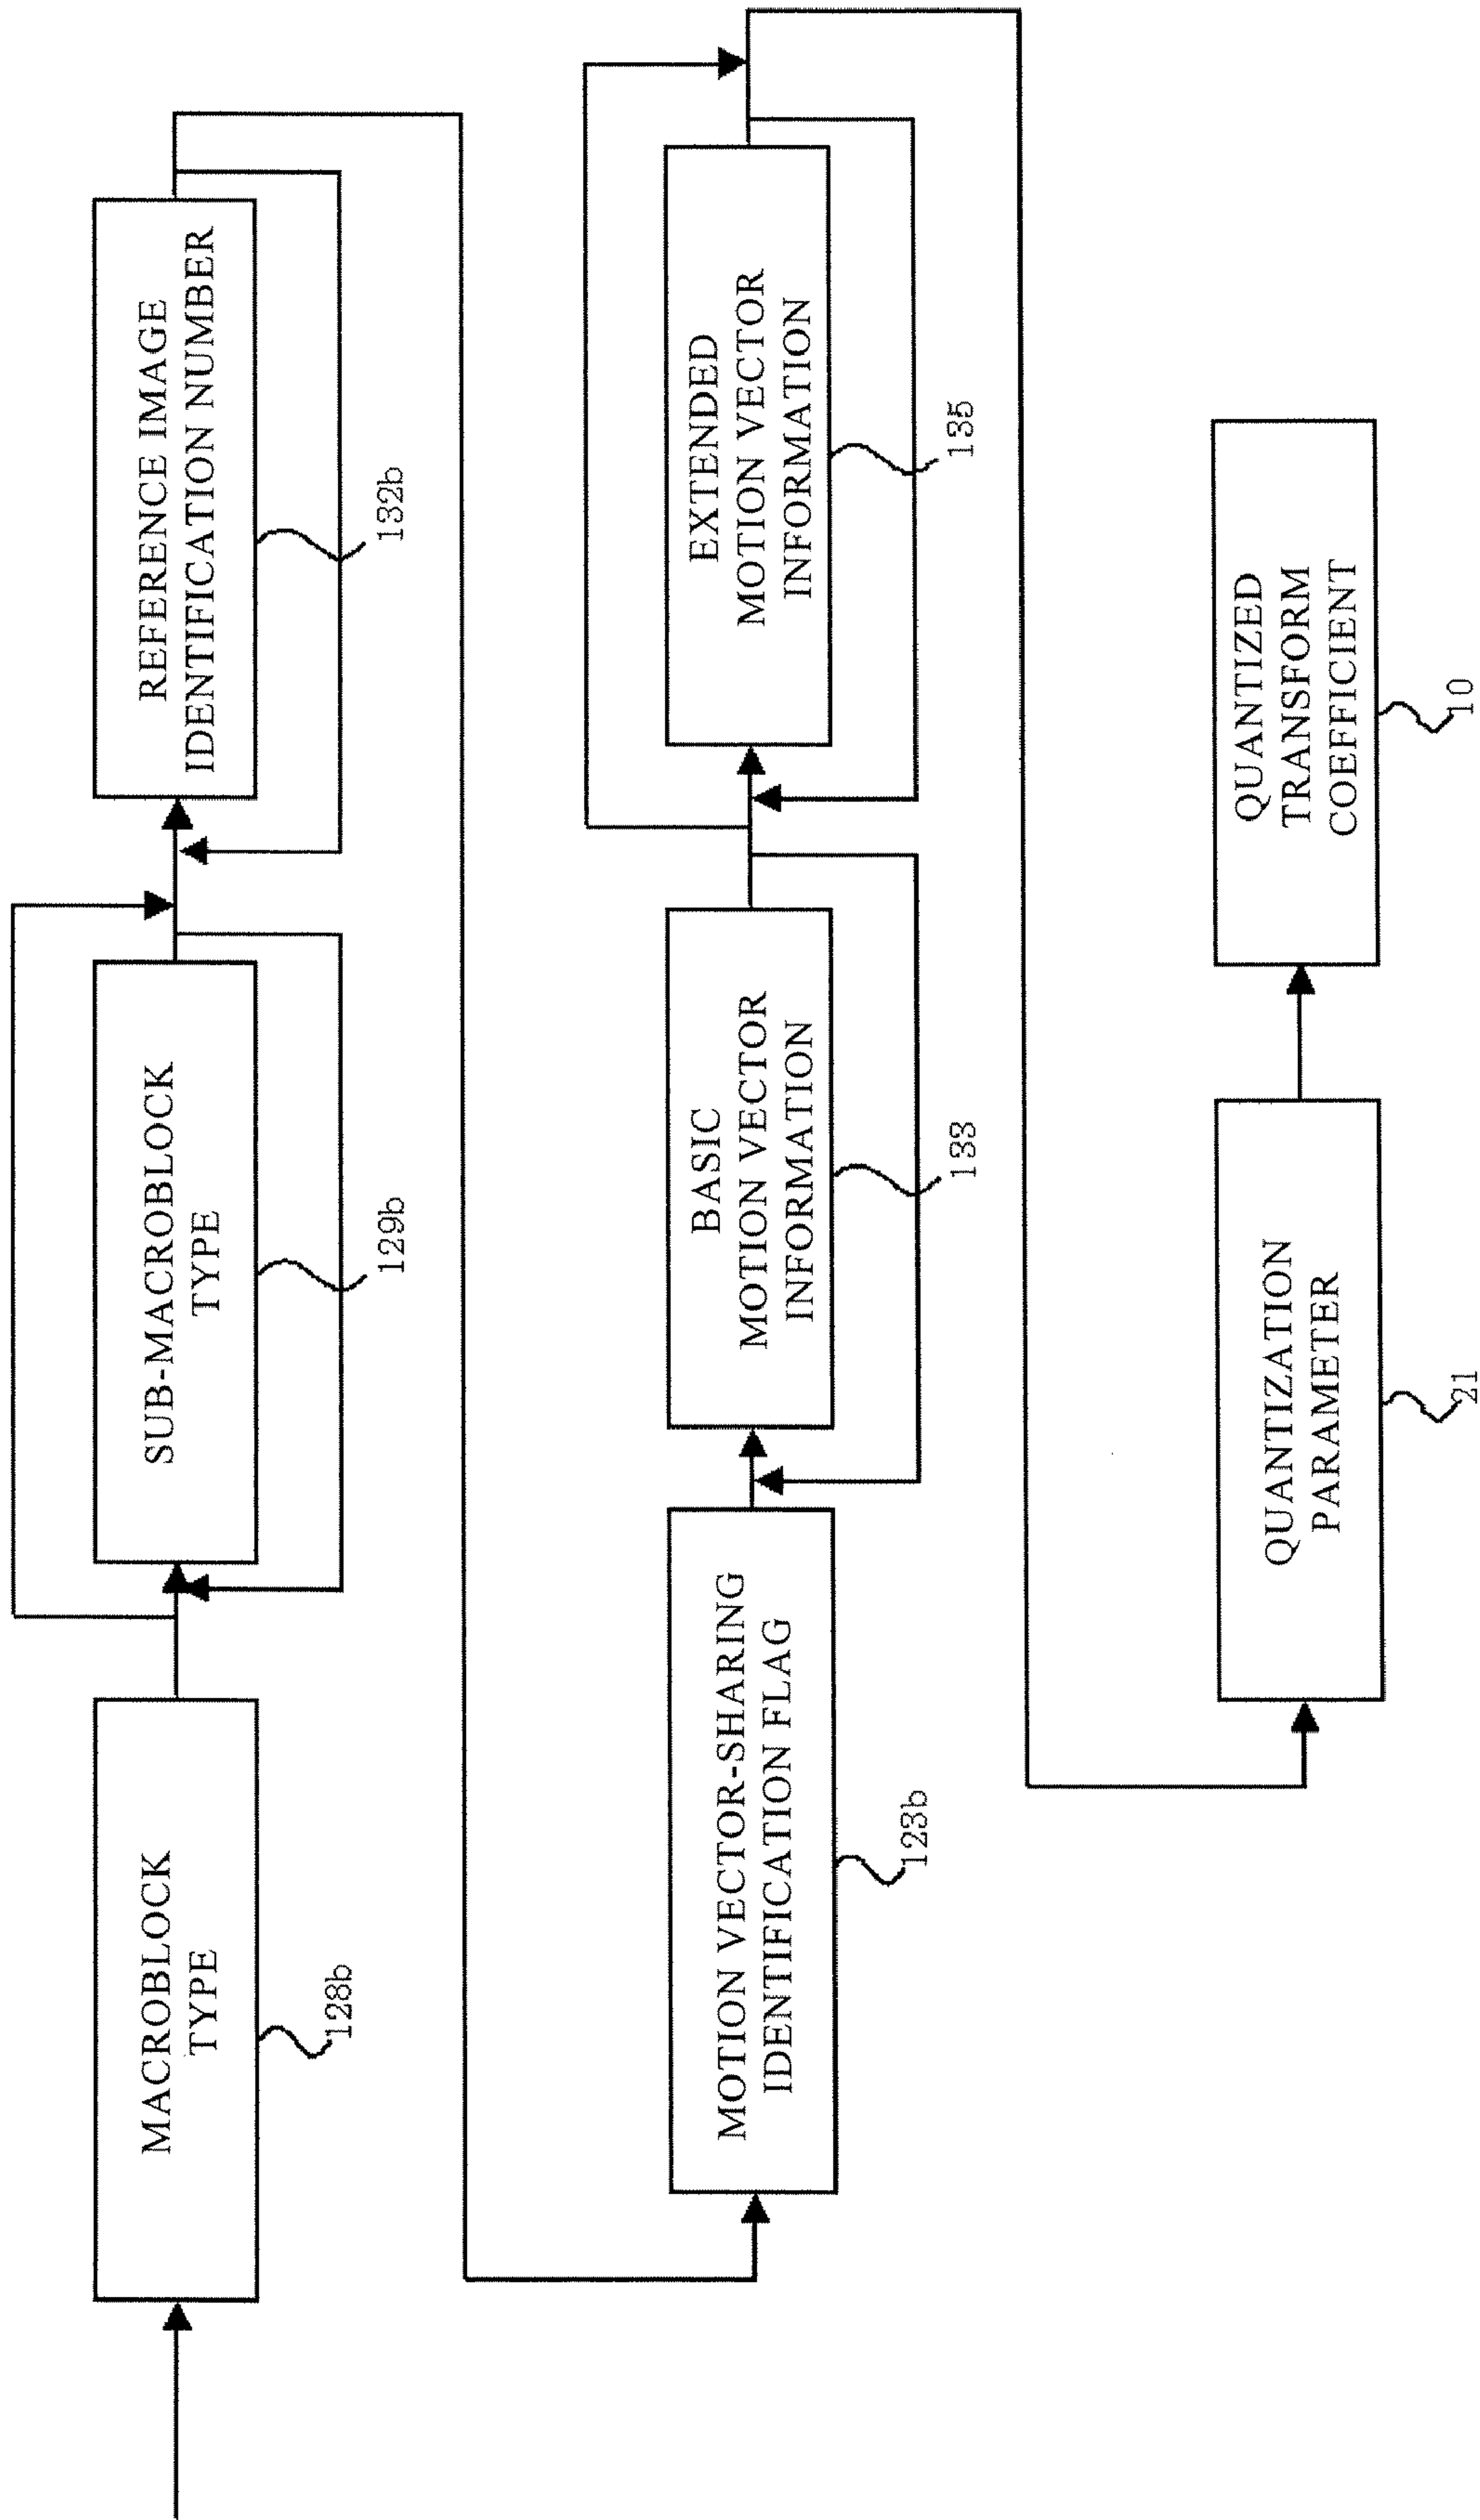 MACROBLOCK
TYPE
128b
SUB-MACROBLOCK
TYPE
129b
REFERENCE IMAGE
IDENTIFICATION NUMBER
132b
MOTION VECTOR-SHARING
IDENTIFICATION FLAG
123b
BASIC
MOTION VECTOR
INFORMATION
133
EXTENDED
MOTION VECTOR
INFORMATION
135
QUANTIZATION
PARAMETER
21
QUANTIZED
TRANSFORM
COEFFICIENT
10